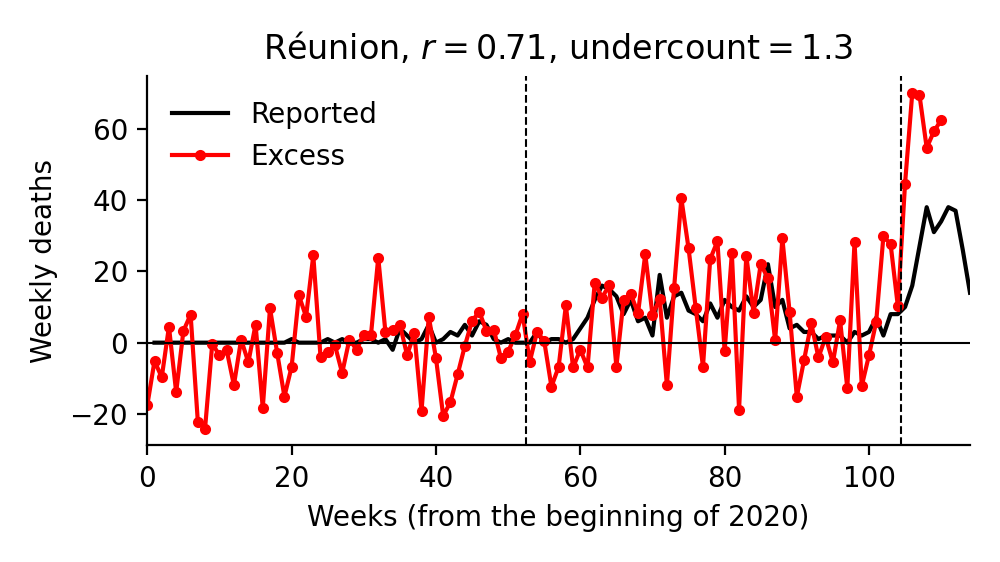 Réunion, r = 0.71, undercount = 1.3
Reported
Excess
Weekly deaths
60
40
20
0
−20
0 20 40 60 80 100
Weeks (from the beginning of 2020)